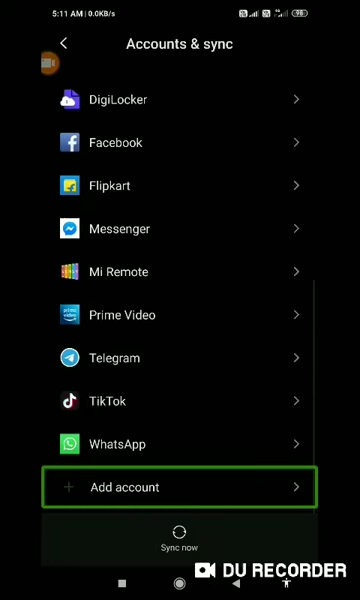 5:11 AM | 0.0KB/s
98
Accounts & sync
DigiLocker
Facebook
Flipkart
Messenger
Mi Remote
Prime Video
Telegram
TikTok
WhatsApp
Add account
Sync now
DU RECORDER